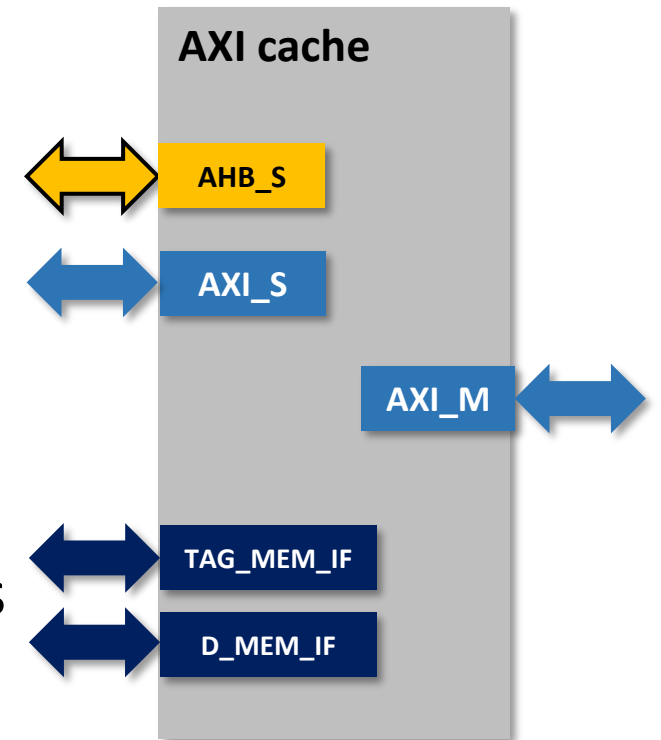 AXI cache
AHB_S
AXI_S
AXI_M
TAG_MEM_IF
S
D_MEM_IF